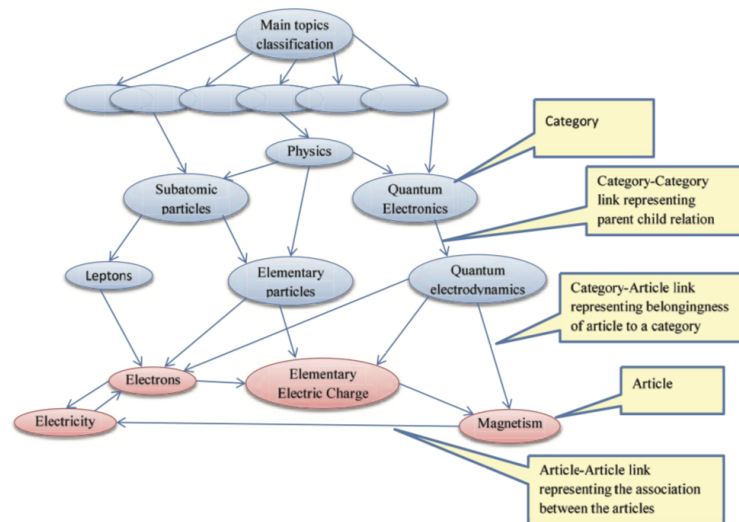 Main topics
classification
Category
Physics
Subatomic
particles
Quantum
Electronics
Category-Category
link representing
parent child relation
Leptons
Elementary
particles
Quantum
electrodynamics
Category-Article link
representing belongingness
of article to a category
Electrons
Elementary
Electric Charge
Article
Electricity
Magnetism
Article-Article link
representing the association
between the articles